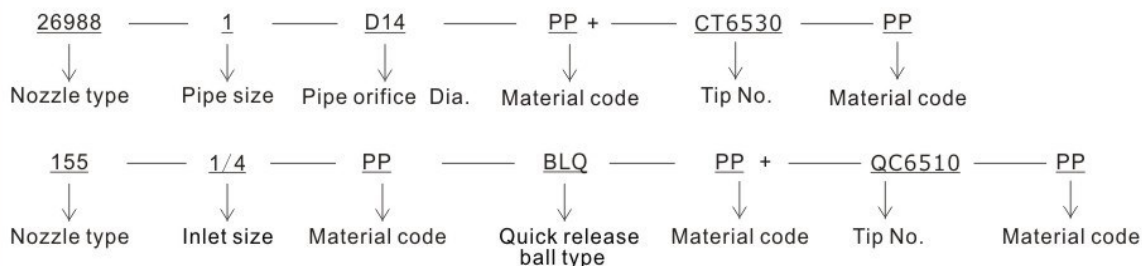 26988 1 D14 PP + CT6530 PP
Nozzle type Pipe size Pipe orifice Dia. Material code Tip No. Material code
155 1/4 PP BLQ PP + QC6510 PP
Nozzle type Inlet size Material code Quick release Material code Tip No. Material code
ball type